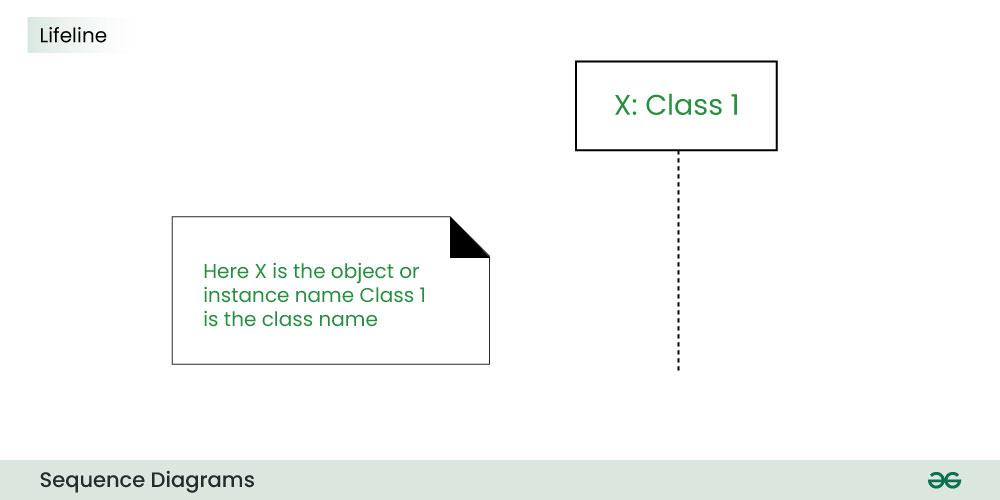 Lifeline
X: Class 1
Here X is the object or
instance name Class 1
is the class name
Sequence Diagrams